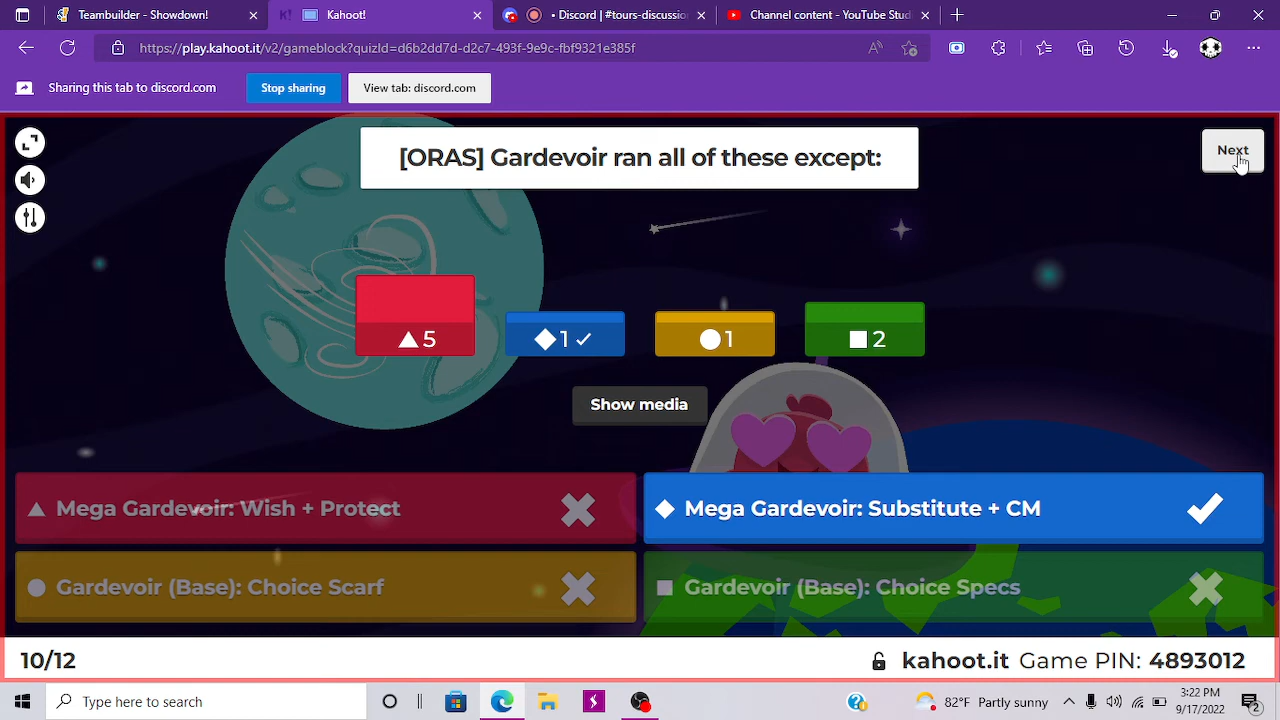 Teambuilder - Showdown!
K! Kahoot!
• Discord | #tours-discussion
Channel content - YouTube Stud
https://play.kahoot.it/v2/gameblock?quizId=d6b2dd7d-d2c7-493f-9e9c-fbf9321e385f
Sharing this tab to discord.com
Stop sharing
View tab: discord.com
[ORAS] Gardevoir ran all of these except:
Next
5
1
1
2
Show media
Mega Gardevoir: Wish + Protect
Mega Gardevoir: Substitute + CM
Gardevoir (Base): Choice Scarf
Gardevoir (Base): Choice Specs
10/12
kahoot.it Game PIN: 4893012
Type here to search
82°F Partly sunny
3:22 PM
9/17/2022
2